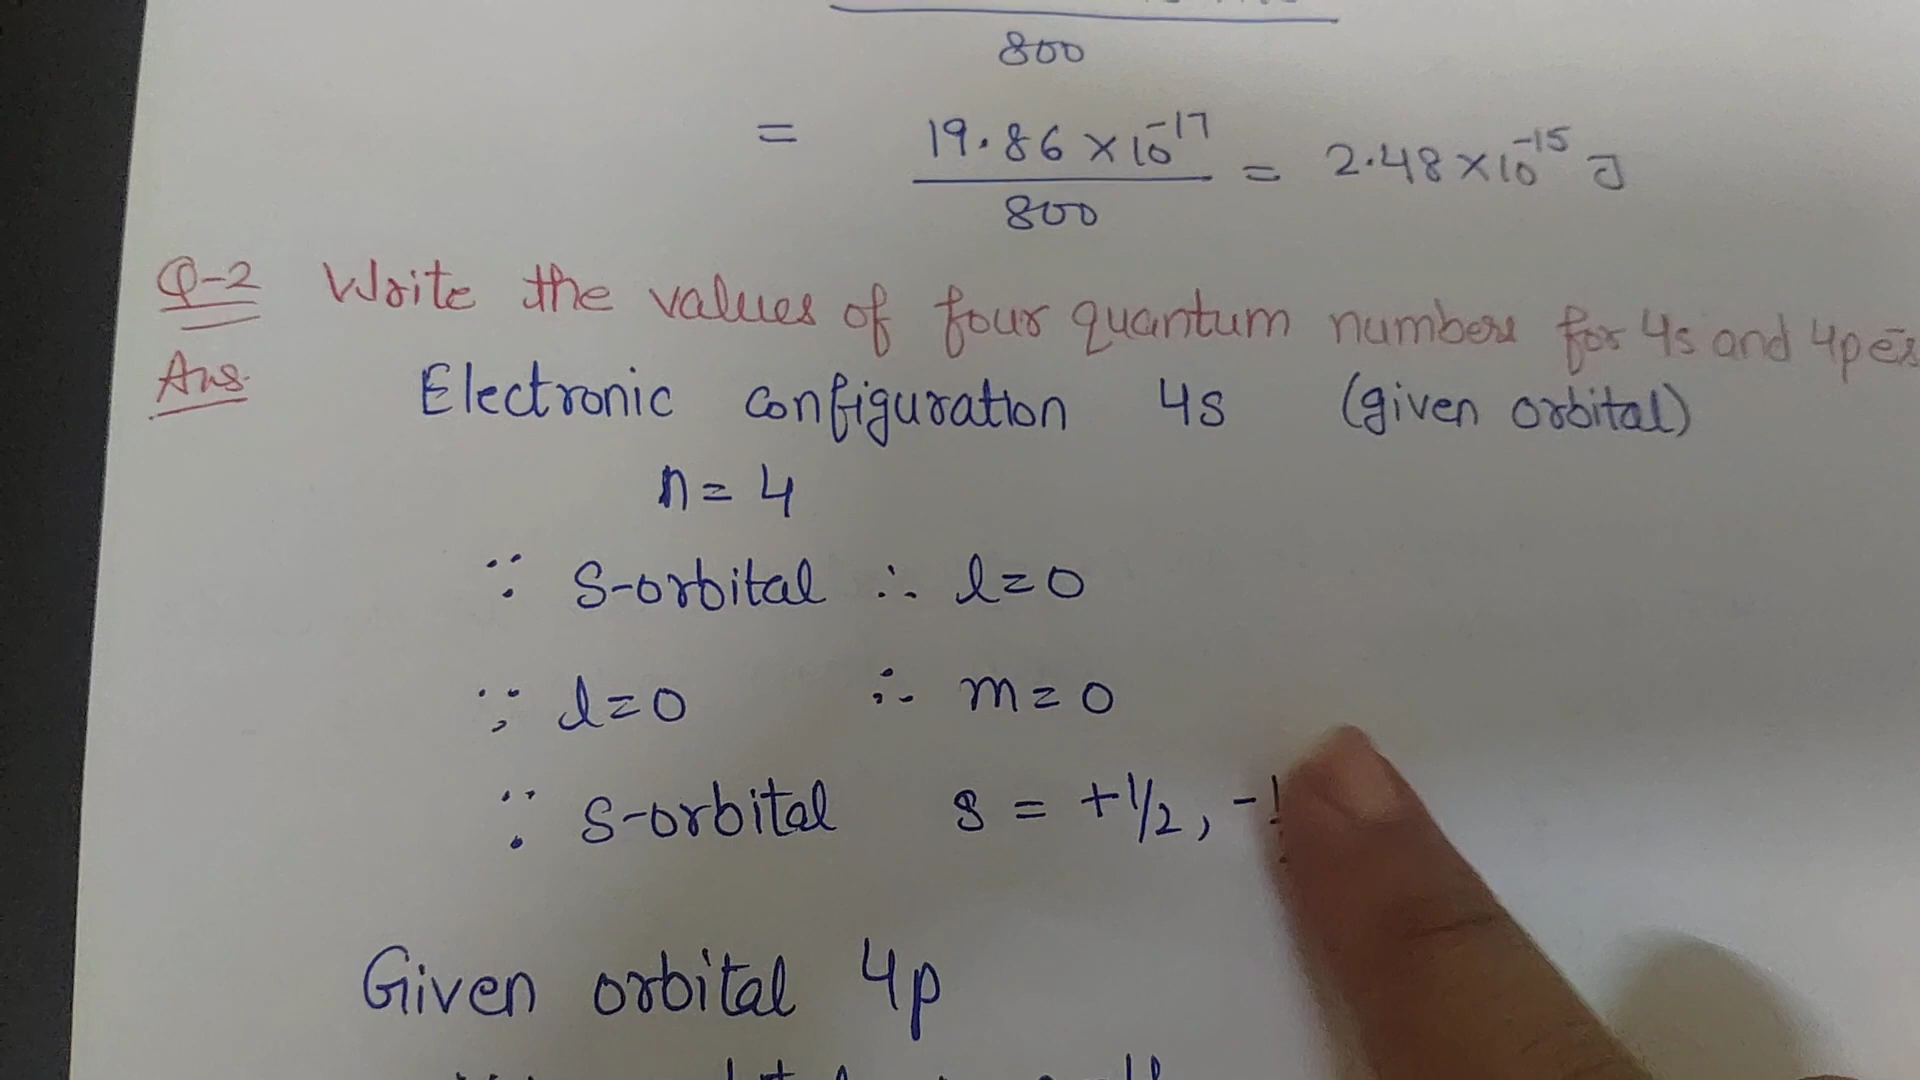 800
= 19.86 × 10⁻¹⁷ / 800 = 2.48 × 10⁻¹⁵ J
Q-2 Write the values of four quantum numbers for 4s and 4p
Ans. Electronic configuration 4s (given orbital)
n = 4
∵ S-orbital ∴ l = 0
∵ l = 0 ∴ m = 0
∵ S-orbital s = +1/2, -
Given orbital 4p